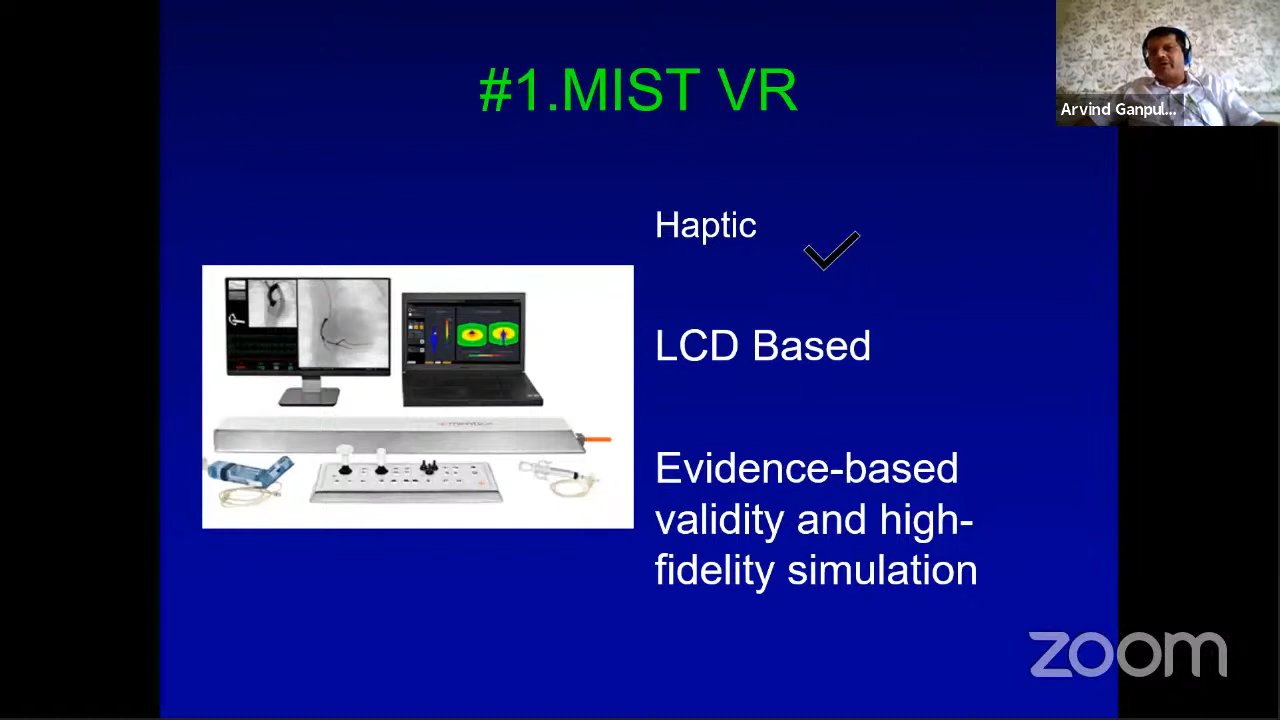 #1.MIST VR
Arvind Ganpul...
Haptic
LCD Based
Evidence-based
validity and high-
fidelity simulation
zoom